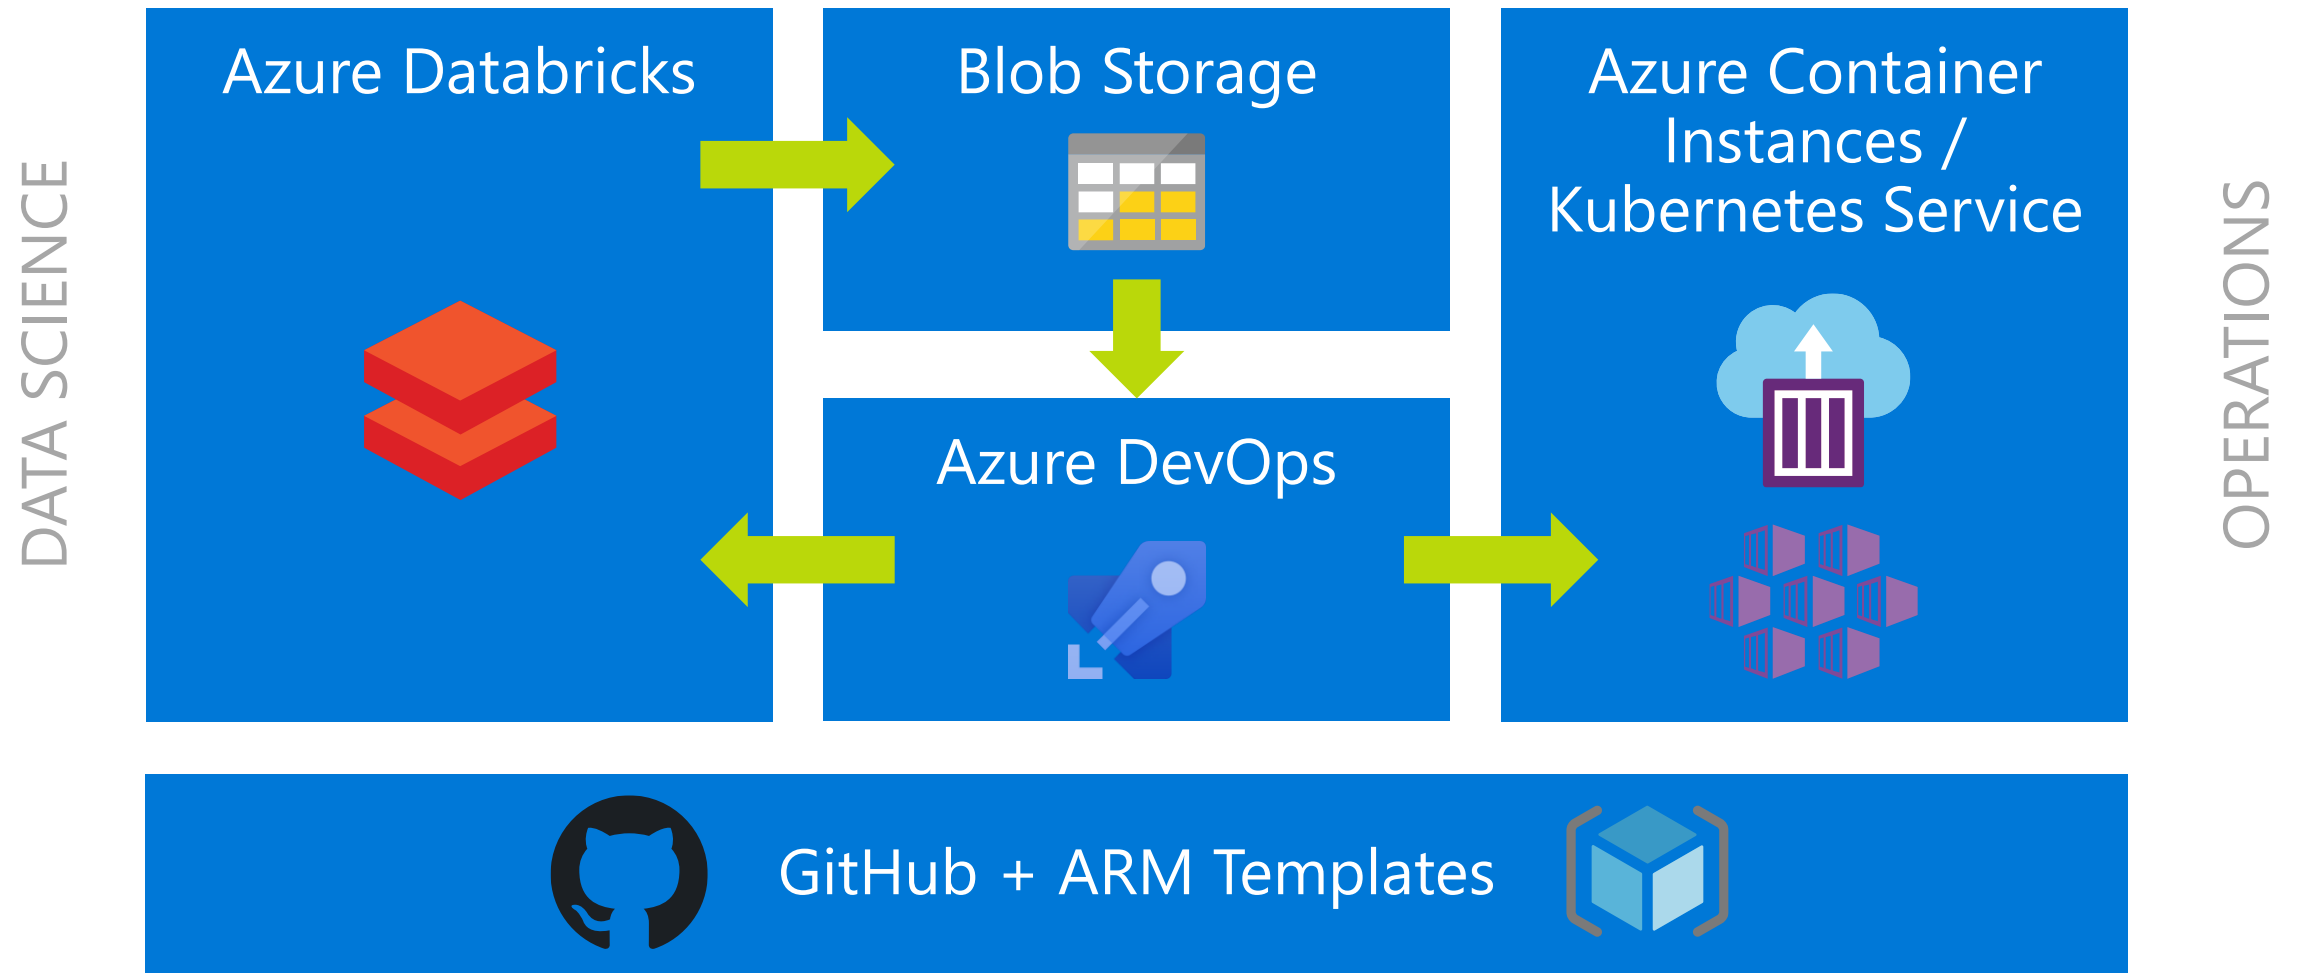 DATA SCIENCE
Azure Databricks
Blob Storage
Azure DevOps
Azure Container
Instances /
Kubernetes Service
OPERATIONS
GitHub + ARM Templates